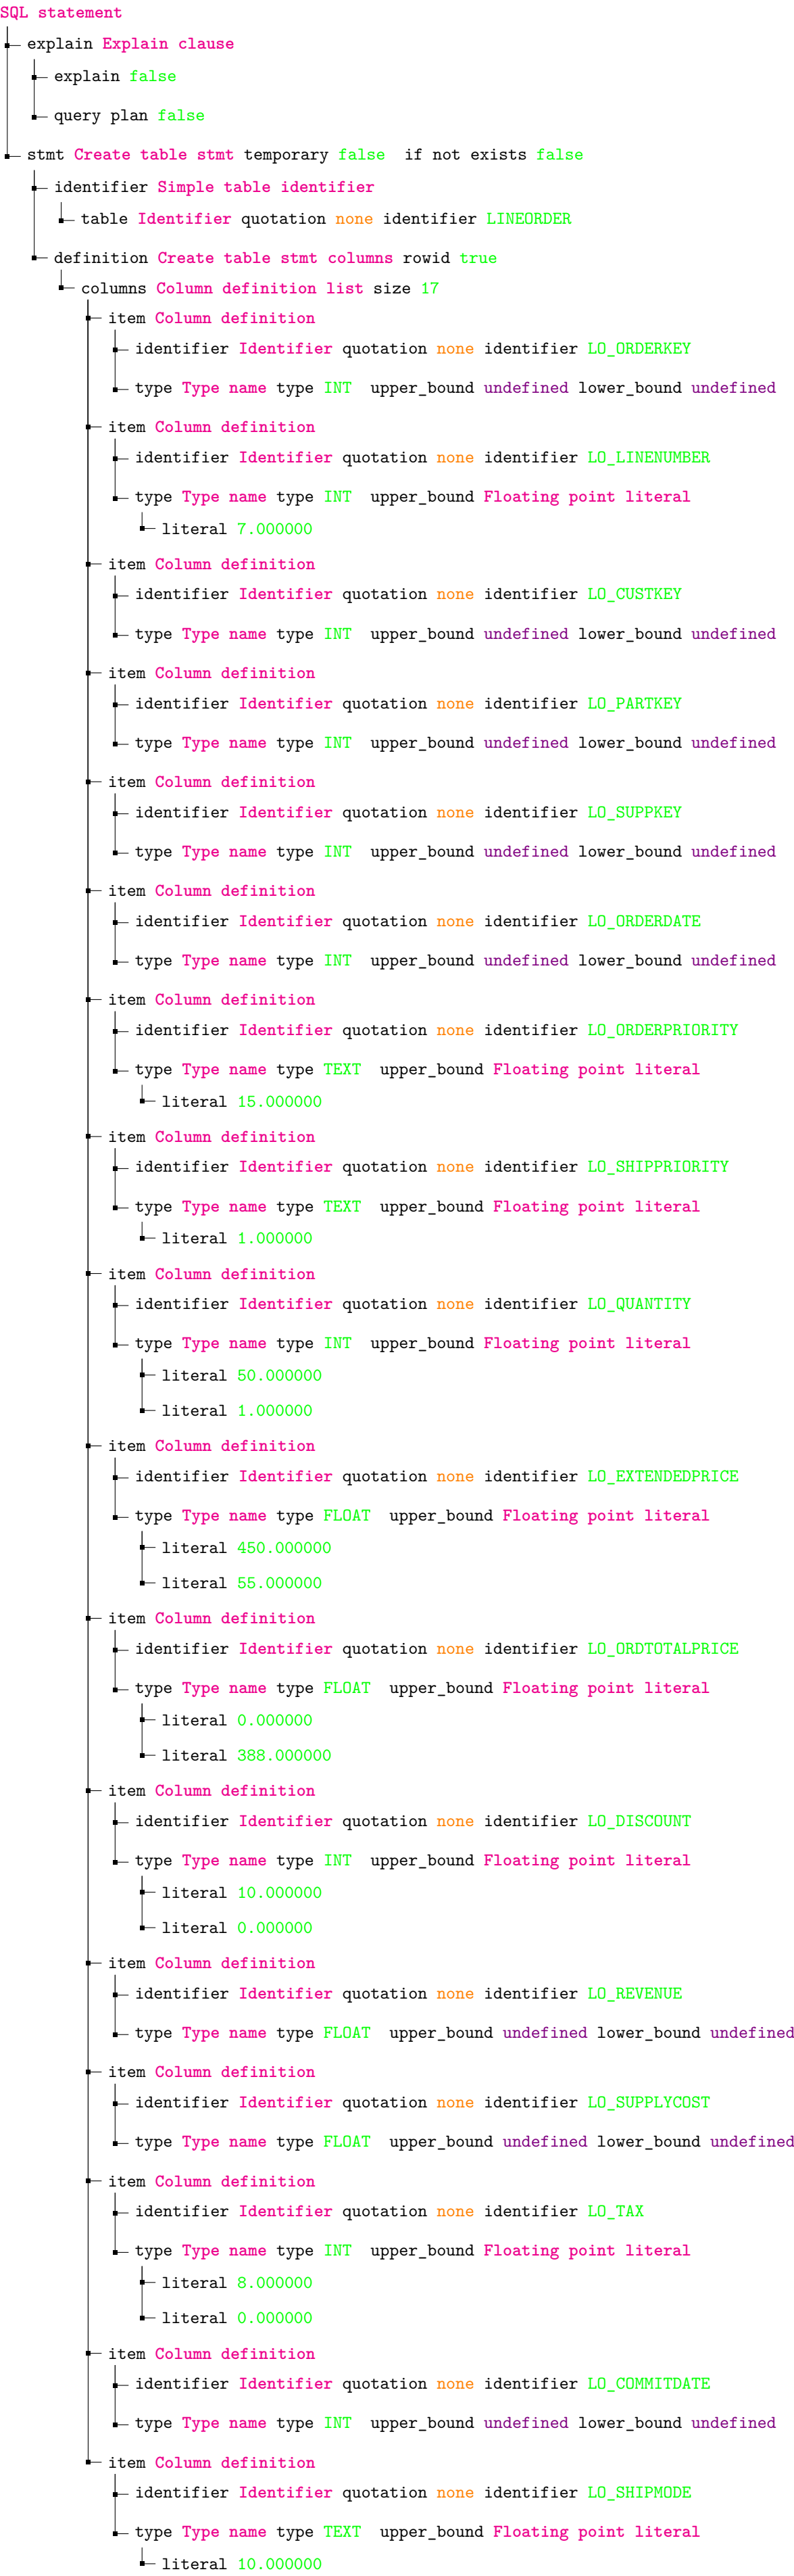 SQL statement
explain Explain clause
explain false
query plan false
stmt Create table stmt temporary false if not exists false
identifier Simple table identifier
table Identifier quotation none identifier LINEORDER
definition Create table stmt columns rowid true
columns Column definition list size 17
item Column definition
identifier Identifier quotation none identifier LO_ORDERKEY
type Type name type INT upper_bound undefined lower_bound undefined
item Column definition
identifier Identifier quotation none identifier LO_LINENUMBER
type Type name type INT upper_bound Floating point literal
literal 7.000000
item Column definition
identifier Identifier quotation none identifier LO_CUSTKEY
type Type name type INT upper_bound undefined lower_bound undefined
item Column definition
identifier Identifier quotation none identifier LO_PARTKEY
type Type name type INT upper_bound undefined lower_bound undefined
item Column definition
identifier Identifier quotation none identifier LO_SUPPKEY
type Type name type INT upper_bound undefined lower_bound undefined
item Column definition
identifier Identifier quotation none identifier LO_ORDERDATE
type Type name type INT upper_bound undefined lower_bound undefined
item Column definition
identifier Identifier quotation none identifier LO_ORDERPRIORITY
type Type name type TEXT upper_bound Floating point literal
literal 15.000000
item Column definition
identifier Identifier quotation none identifier LO_SHIPPRIORITY
type Type name type TEXT upper_bound Floating point literal
literal 1.000000
item Column definition
identifier Identifier quotation none identifier LO_QUANTITY
type Type name type INT upper_bound Floating point literal
literal 50.000000
literal 1.000000
item Column definition
identifier Identifier quotation none identifier LO_EXTENDEDPRICE
type Type name type FLOAT upper_bound Floating point literal
literal 450.000000
literal 55.000000
item Column definition
identifier Identifier quotation none identifier LO_ORDTOTALPRICE
type Type name type FLOAT upper_bound Floating point literal
literal 0.000000
literal 388.000000
item Column definition
identifier Identifier quotation none identifier LO_DISCOUNT
type Type name type INT upper_bound Floating point literal
literal 10.000000
literal 0.000000
item Column definition
identifier Identifier quotation none identifier LO_REVENUE
type Type name type FLOAT upper_bound undefined lower_bound undefined
item Column definition
identifier Identifier quotation none identifier LO_SUPPLYCOST
type Type name type FLOAT upper_bound undefined lower_bound undefined
item Column definition
identifier Identifier quotation none identifier LO_TAX
type Type name type INT upper_bound Floating point literal
literal 8.000000
literal 0.000000
item Column definition
identifier Identifier quotation none identifier LO_COMMITDATE
type Type name type INT upper_bound undefined lower_bound undefined
item Column definition
identifier Identifier quotation none identifier LO_SHIPMODE
type Type name type TEXT upper_bound Floating point literal
literal 10.000000